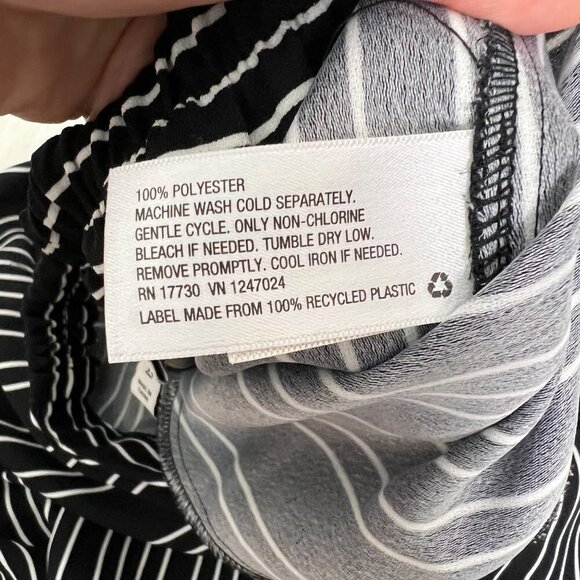 100% POLYESTER
MACHINE WASH COLD SEPARATELY.
GENTLE CYCLE. ONLY NON-CHLORINE
BLEACH IF NEEDED. TUMBLE DRY LOW.
REMOVE PROMPTLY. COOL IRON IF NEEDED.
RN 17730 VN 1247024
LABEL MADE FROM 100% RECYCLED PLASTIC